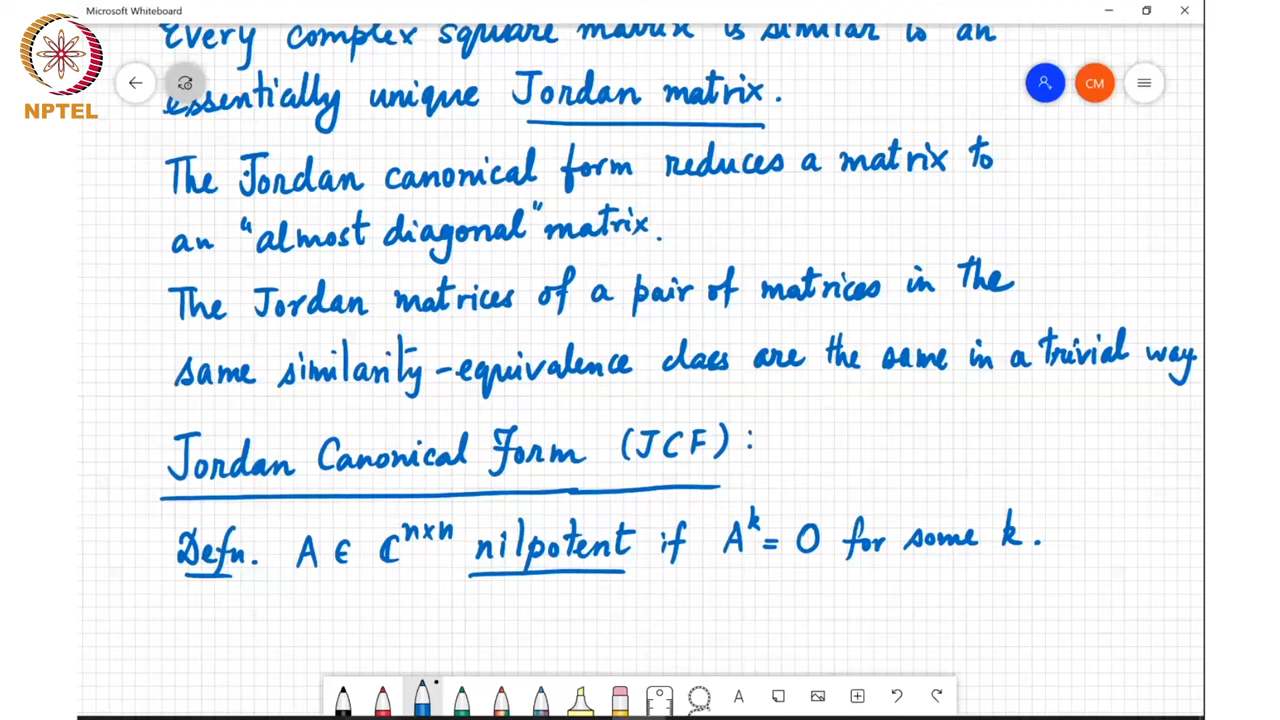 Microsoft Whiteboard
NPTEL
CM
Every complex square matrix is similar to an
essentially unique Jordan matrix.
The Jordan canonical form reduces a matrix to
an "almost diagonal" matrix.
The Jordan matrices of a pair of matrices in the
same similarity-equivalence class are the same in a trivial way.
Jordan Canonical Form (JCF):
Defn. A ∈ ℂⁿˣⁿ nilpotent if Aᵏ = 0 for some k.
A